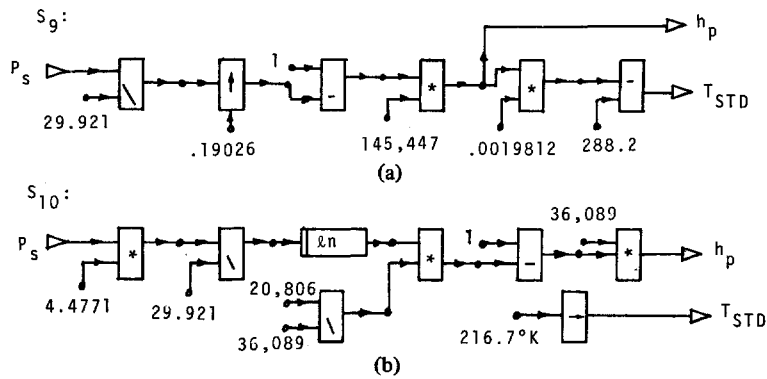 S9:
Ps
29.921
\
↑
.19026
1
-
145,447
*
.0019812
*
288.2
-
hp
TSTD
(a)
S10:
Ps
4.4771
*
29.921
\
ℓn
20,806
36,089
\
*
1
-
36,089
*
hp
216.7°K
→
TSTD
(b)